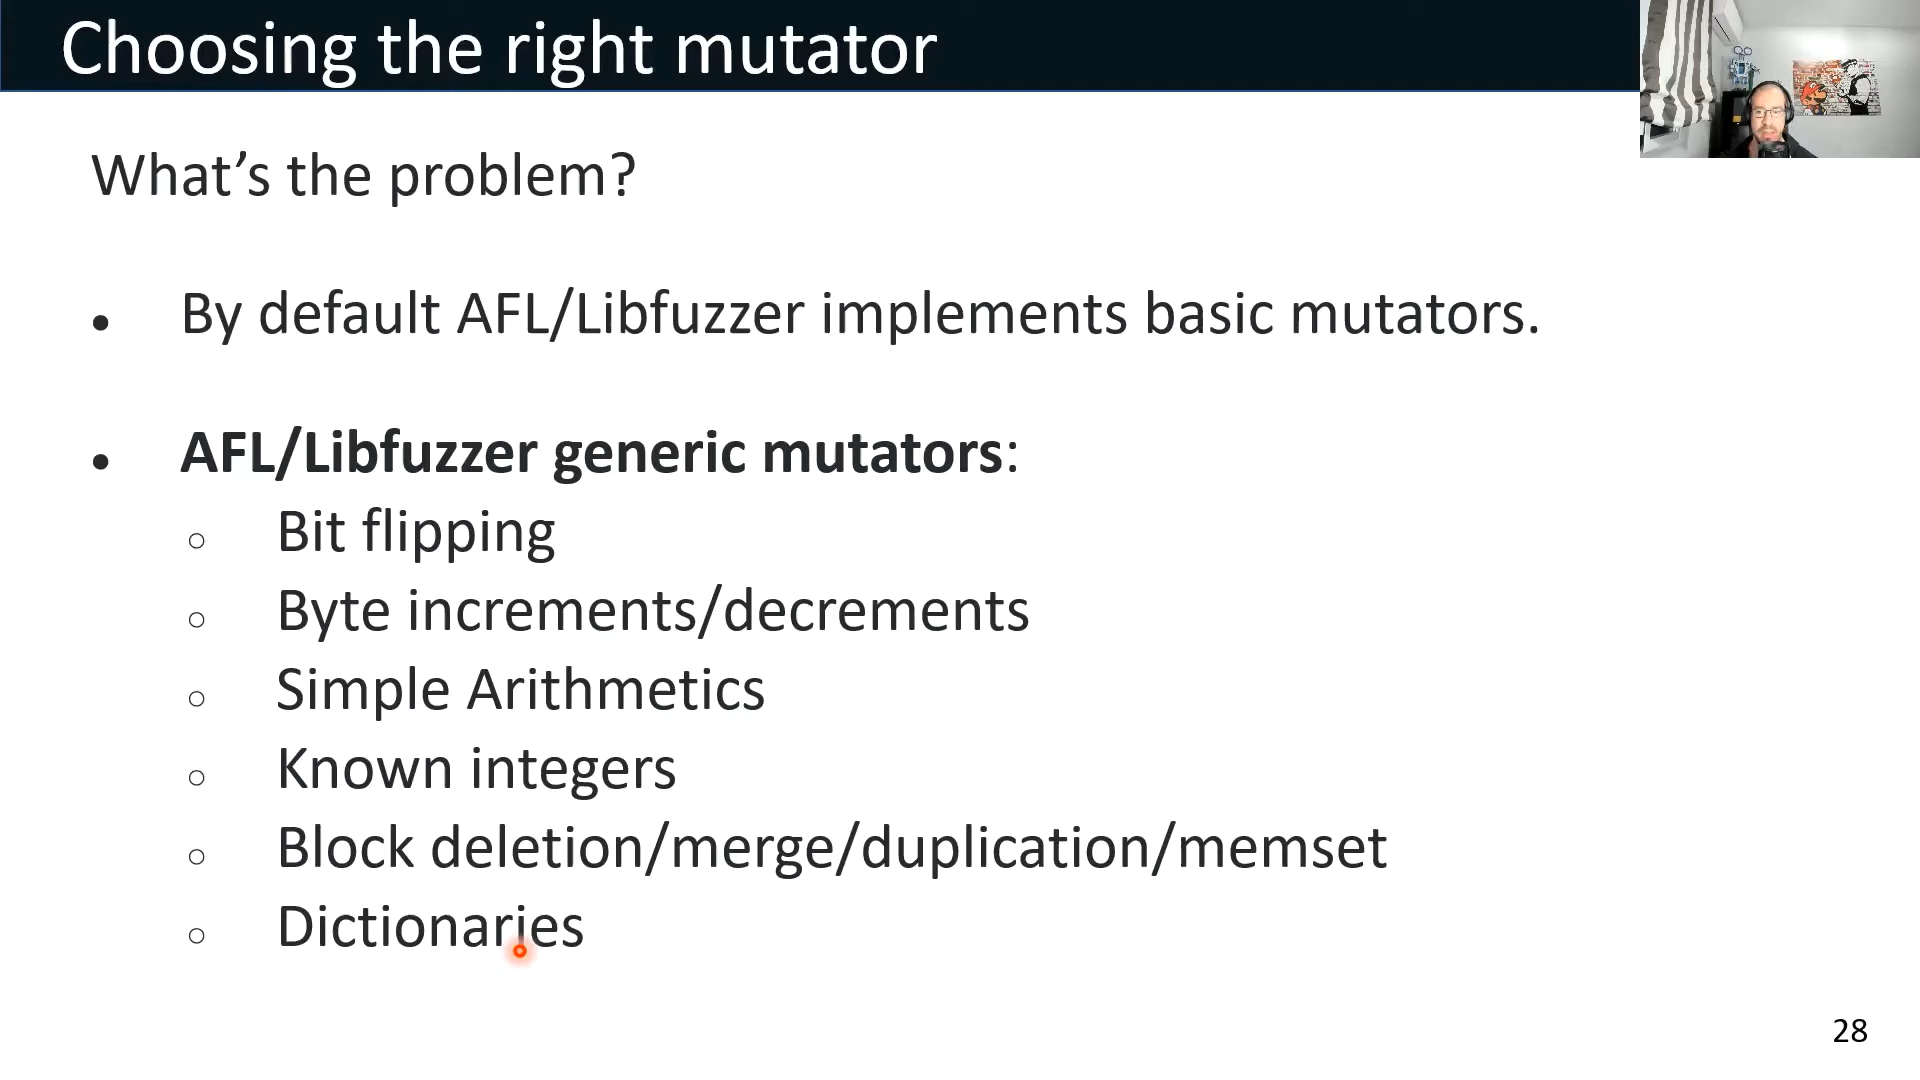 Choosing the right mutator
What’s the problem?
• By default AFL/Libfuzzer implements basic mutators.
• AFL/Libfuzzer generic mutators:
○ Bit flipping
○ Byte increments/decrements
○ Simple Arithmetics
○ Known integers
○ Block deletion/merge/duplication/memset
○ Dictionaries
28